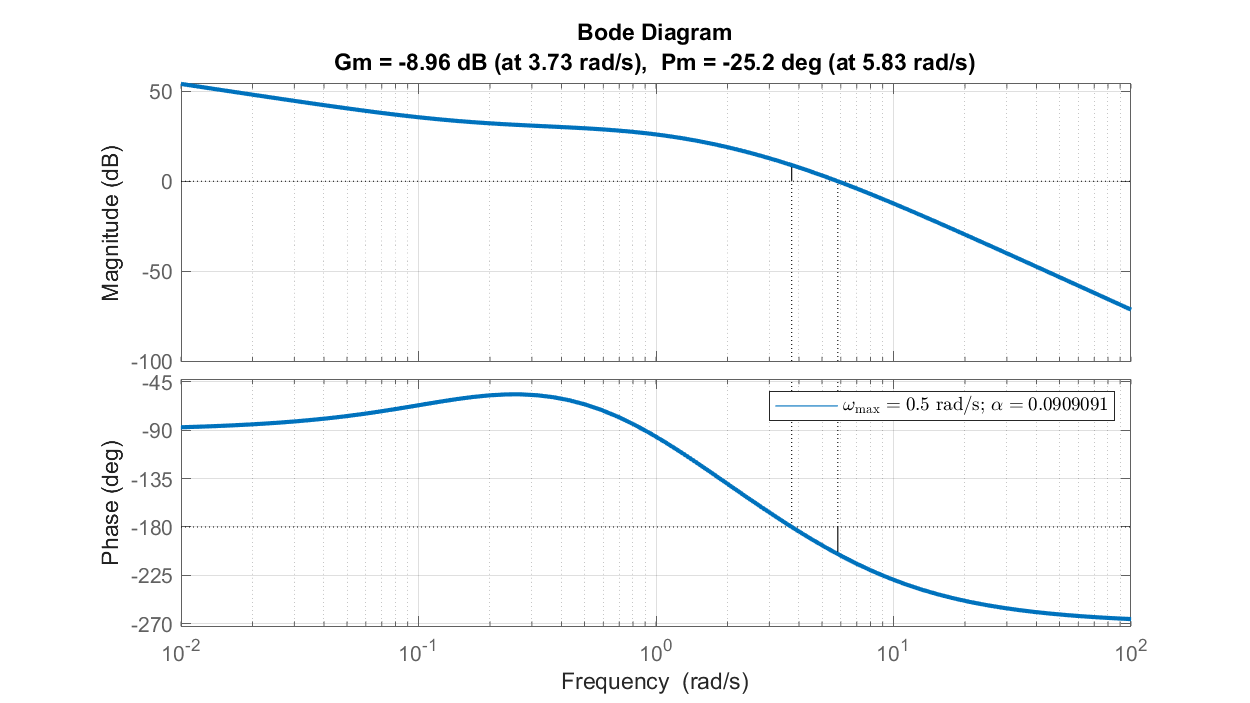 Bode Diagram
Gm = -8.96 dB (at 3.73 rad/s),  Pm = -25.2 deg (at 5.83 rad/s)
50
0
-50
-100
Magnitude (dB)
-45
-90
-135
-180
-225
-270
Phase (deg)
ω_max = 0.5 rad/s; α = 0.0909091
10^-2
10^-1
10^0
10^1
10^2
Frequency  (rad/s)